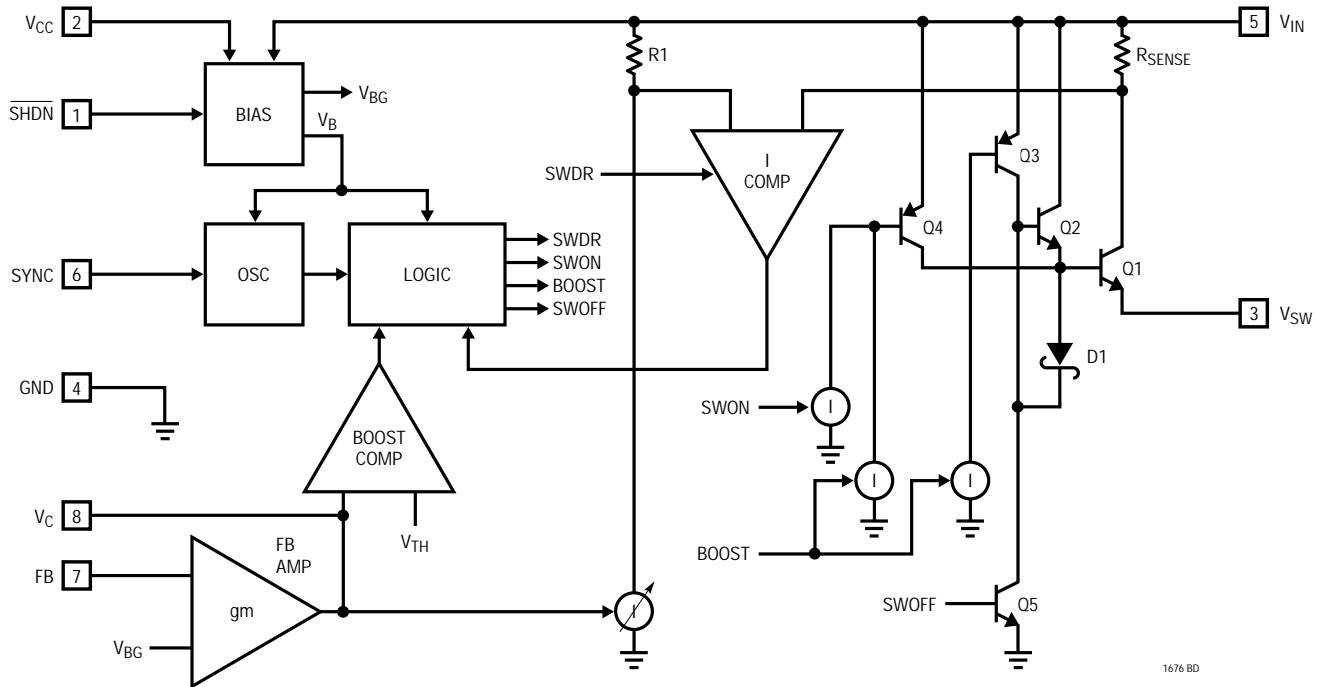 VCC 2
5 VIN
R1
RSENSE
SHDN 1
BIAS
VBG
VB
I
COMP
SWDR
Q3
Q4
Q2
SYNC 6
OSC
LOGIC
SWDR
SWON
BOOST
SWOFF
Q1
3 VSW
D1
GND 4
SWON
I
BOOST
COMP
I
I
VC 8
VTH
BOOST
FB
AMP
FB 7
gm
I
SWOFF
Q5
VBG
1676 BD